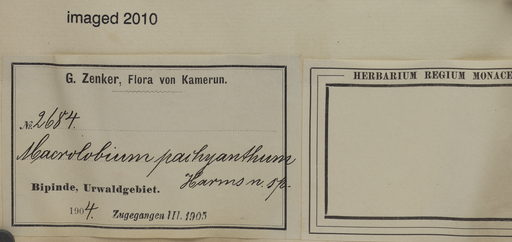 imaged 2010
G. Zenker, Flora von Kamerun.
HERBARIUM REGIUM MONACE
No. 2684.
Macrolobium pachyanthum
Harms n. sp.
Bipinde, Urwaldgebiet.
1904. Zugegangen III. 1905